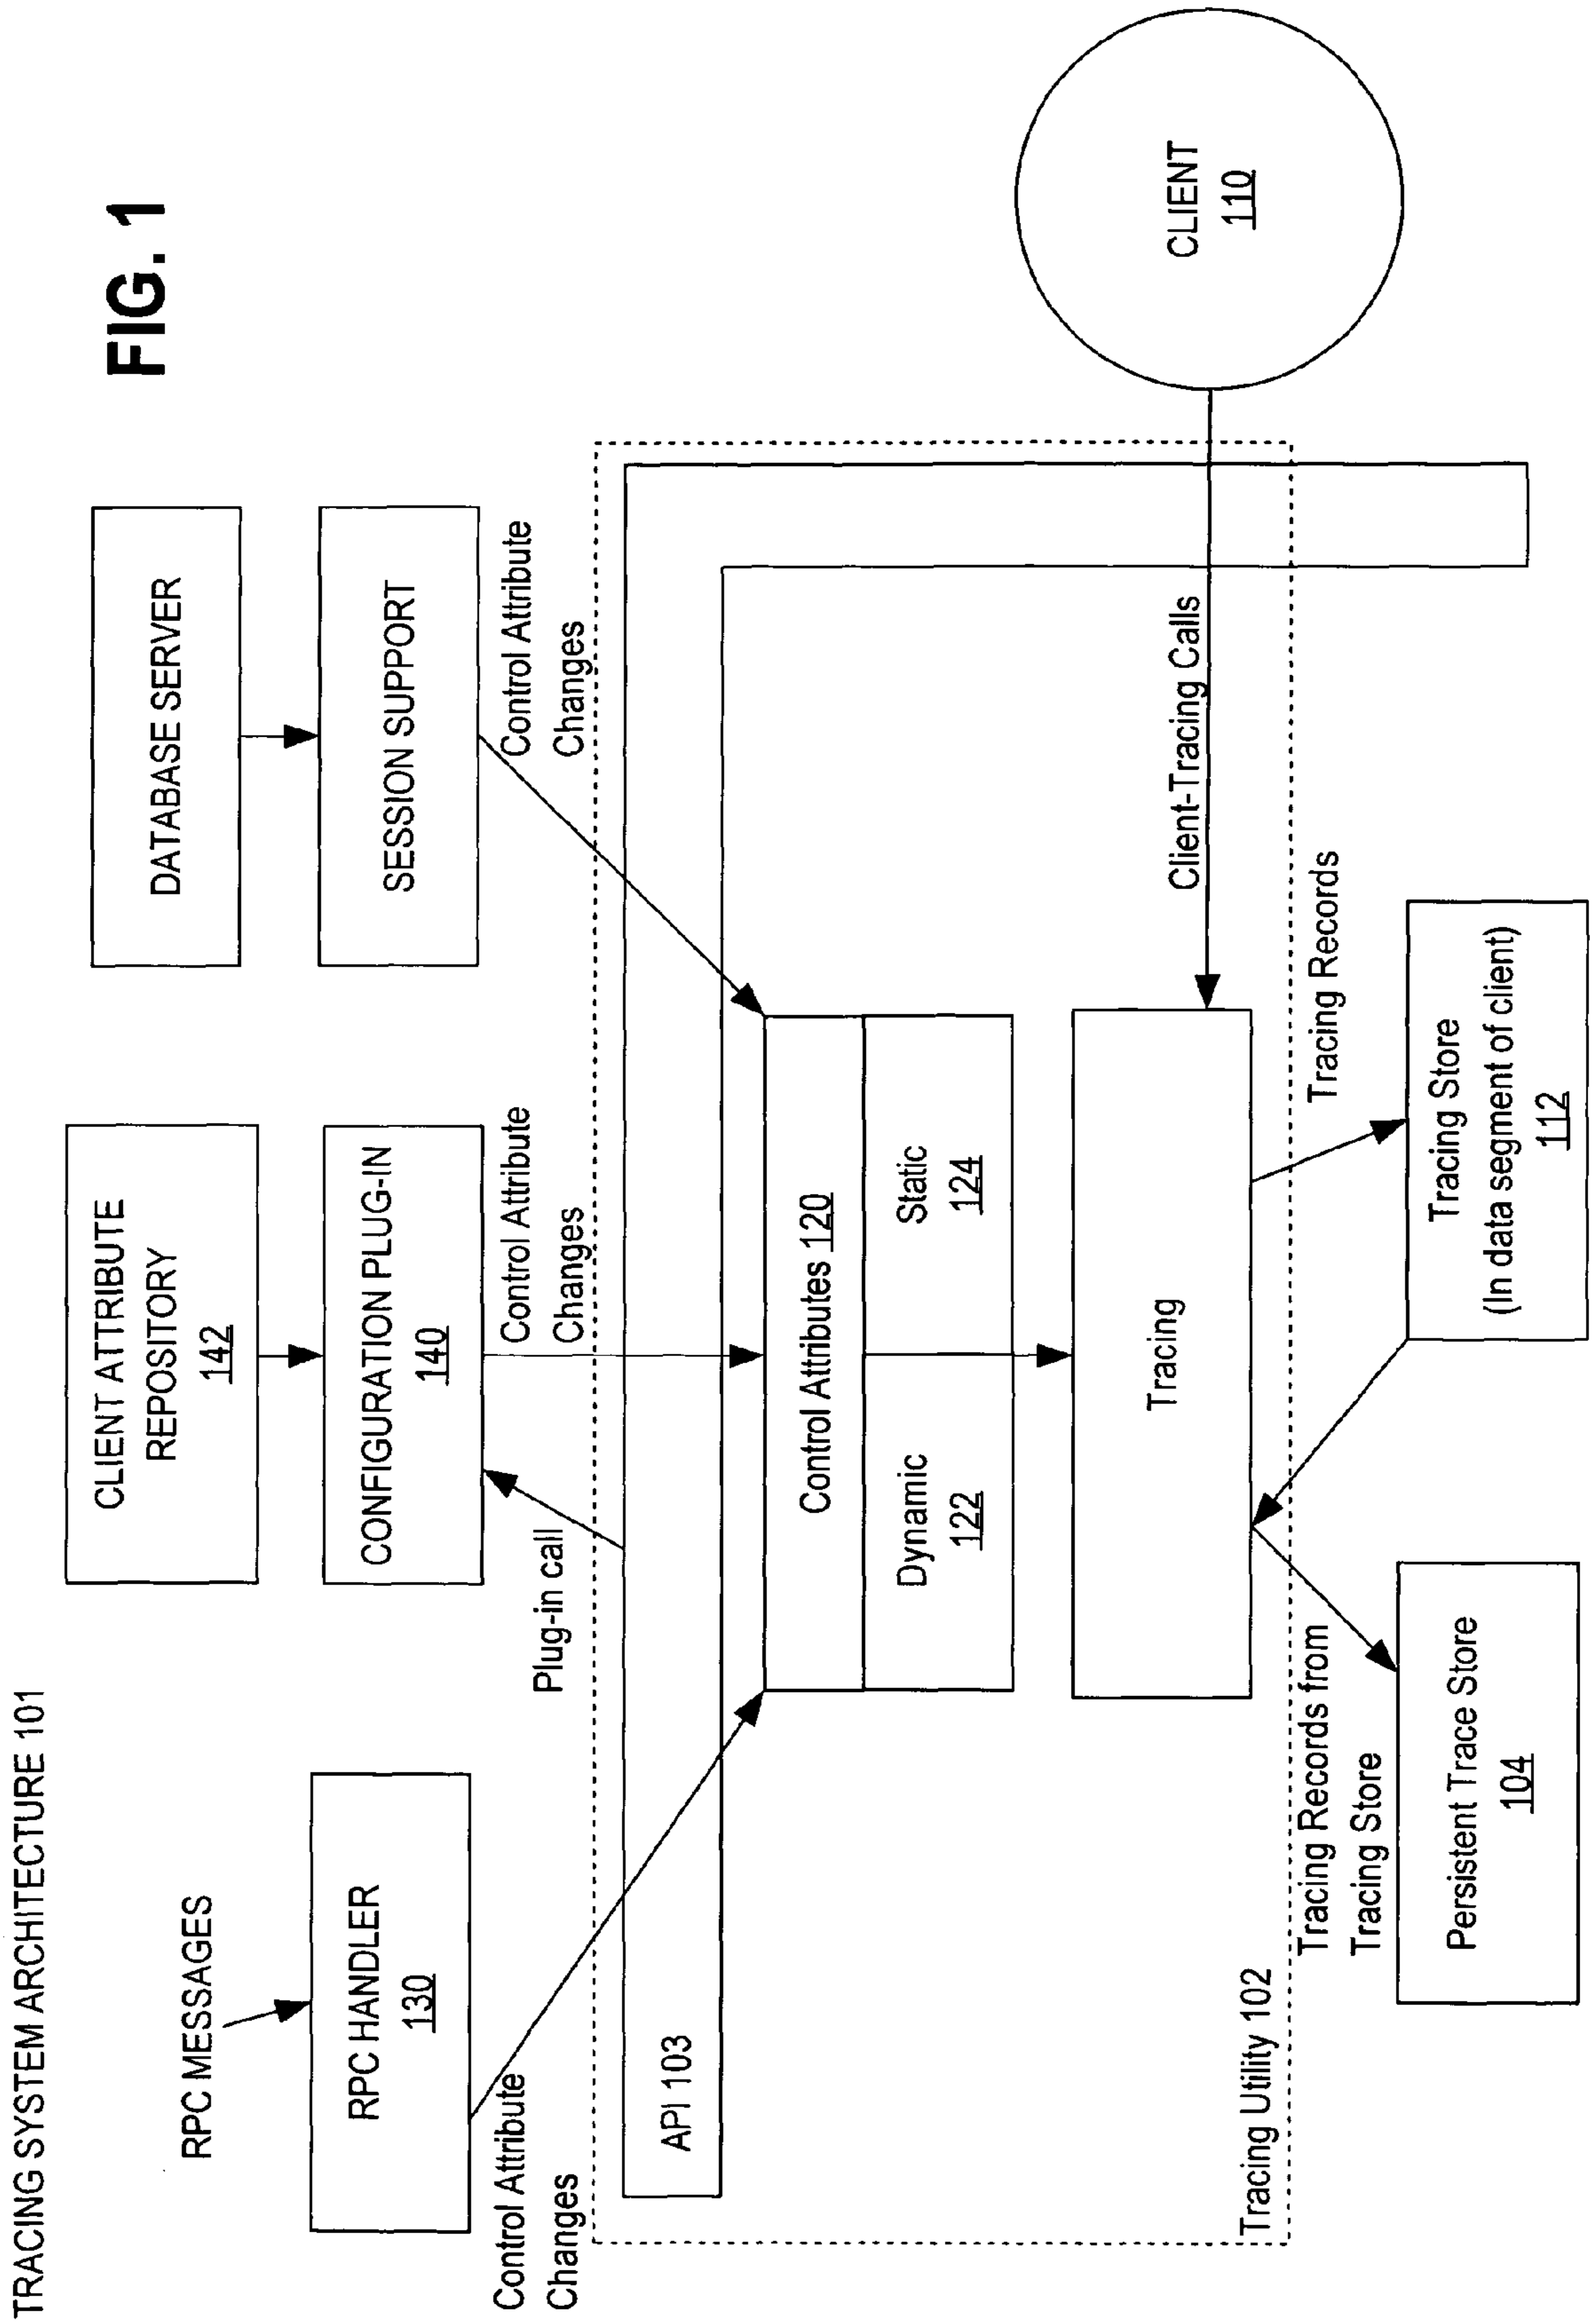 TRACING SYSTEM ARCHITECTURE 101
FIG. 1
RPC MESSAGES
RPC HANDLER
130
CLIENT ATTRIBUTE
REPOSITORY
142
CONFIGURATION PLUG-IN
140
DATABASE SERVER
SESSION SUPPORT
Control Attribute
Changes
Plug-in call
Control Attribute
Changes
Control Attribute
Changes
API 103
Control Attributes 120
Dynamic
122
Static
124
Tracing
Client-Tracing Calls
CLIENT
110
Tracing Utility 102
Tracing Records from
Tracing Store
Tracing Records
Persistent Trace Store
104
Tracing Store
(In data segment of client)
112